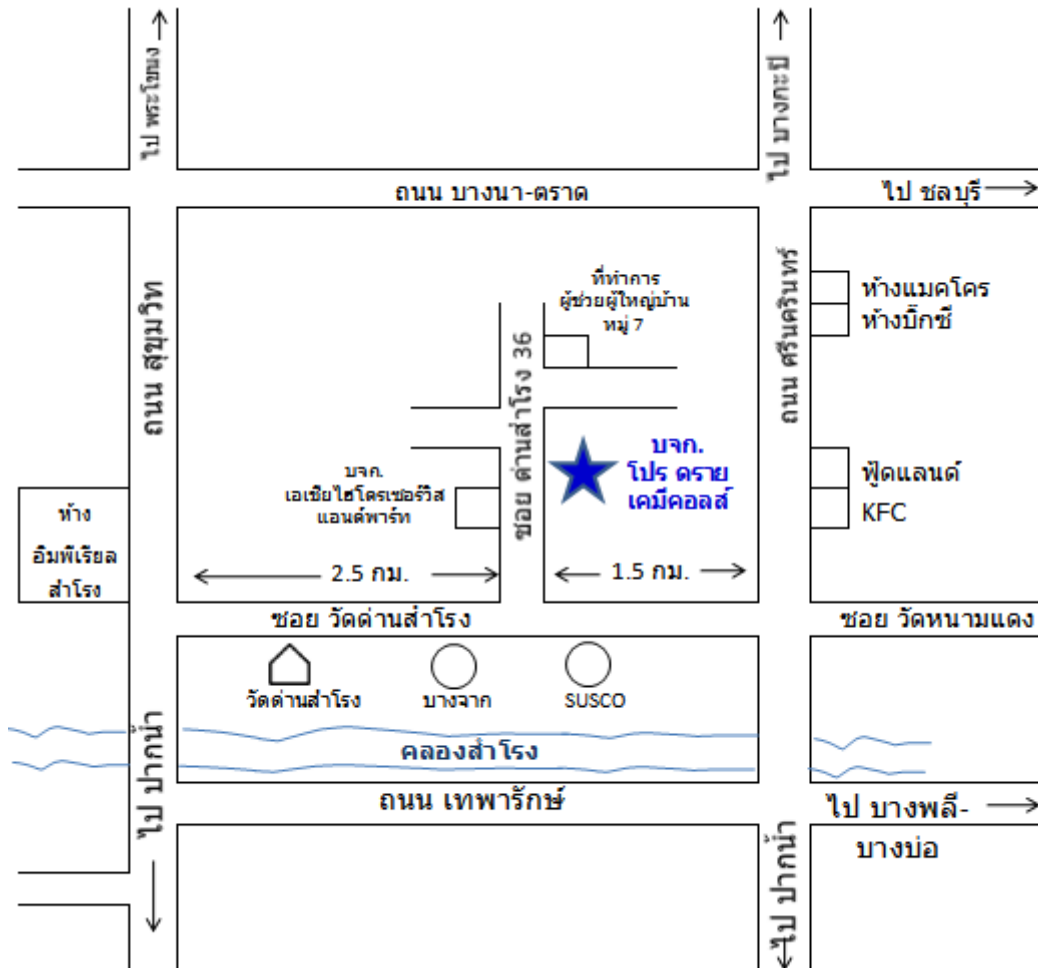 ไป พระโขนง
ไป บางกะปิ
ถนน บางนา-ตราด
ไป ชลบุรี
ถนน สุขุมวิท
ที่ทำการ
ผู้ช่วยผู้ใหญ่บ้าน
หมู่ 7
ถนน ศรีนครินทร์
ห้างแมคโคร
ห้างบิ๊กซี
ซอย ด่านสำโรง 36
บจก.
โปร ดราย
เคมีคอลส์
บจก.
เอเซียไฮโดรเซอร์วิส
แอนด์พาร์ท
ฟู้ดแลนด์
KFC
ห้าง
อิมพีเรียล
สำโรง
2.5 กม.
1.5 กม.
ซอย วัดด่านสำโรง
ซอย วัดหนามแดง
วัดด่านสำโรง
บางจาก
SUSCO
คลองสำโรง
ไป ปากน้ำ
ถนน เทพารักษ์
ไป บางพลี-
บางบ่อ
ไป ปากน้ำ